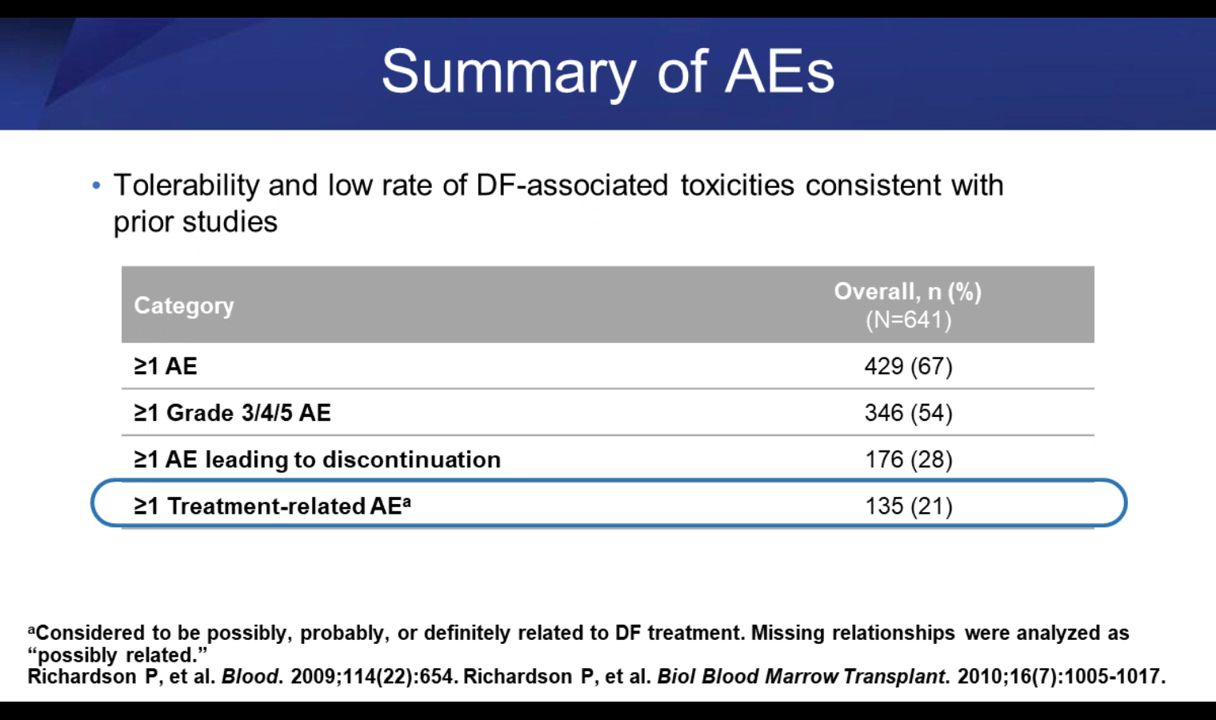 Summary of AEs
• Tolerability and low rate of DF-associated toxicities consistent with
prior studies
Category
Overall, n (%)
(N=641)
≥1 AE 429 (67)
≥1 Grade 3/4/5 AE 346 (54)
≥1 AE leading to discontinuation 176 (28)
≥1 Treatment-related AEᵃ 135 (21)
ᵃConsidered to be possibly, probably, or definitely related to DF treatment. Missing relationships were analyzed as
“possibly related.”
Richardson P, et al. Blood. 2009;114(22):654. Richardson P, et al. Biol Blood Marrow Transplant. 2010;16(7):1005-1017.